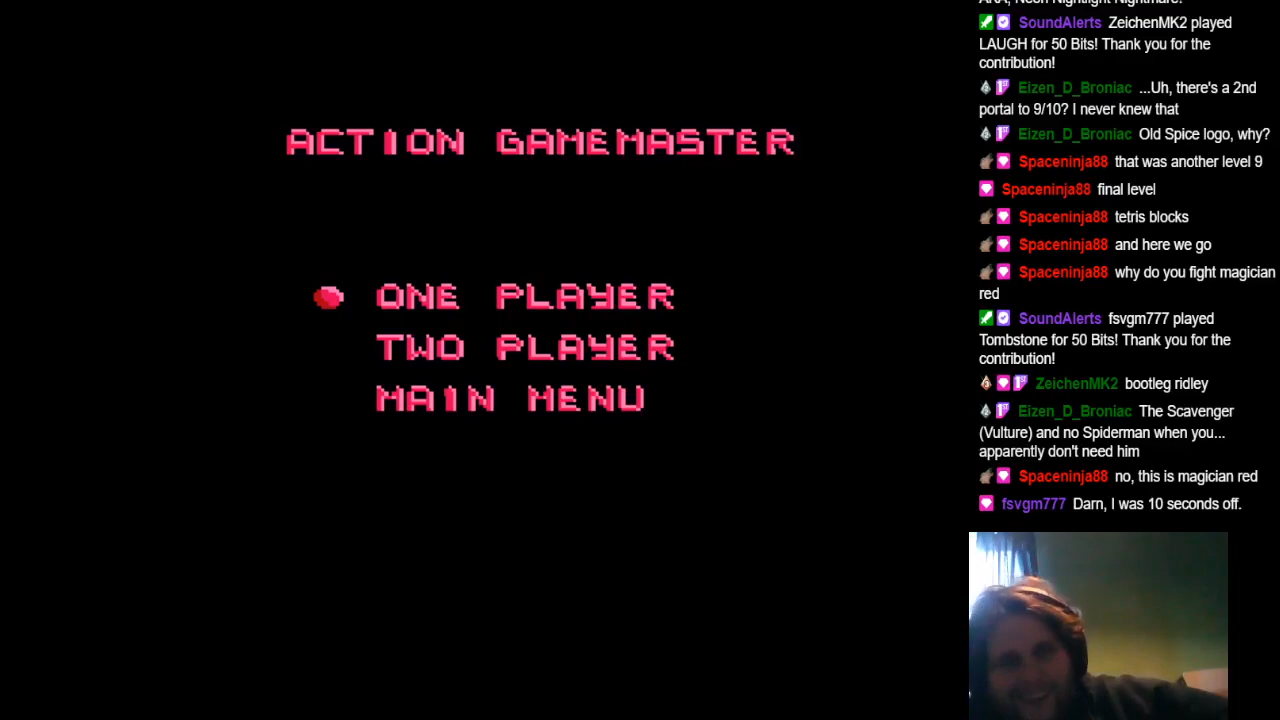 ACTION GAMEMASTER
ONE PLAYER
TWO PLAYER
MAIN MENU
SoundAlerts ZeichenMK2 played
LAUGH for 50 Bits! Thank you for the
contribution!
Eizen_D_Broniac ...Uh, there's a 2nd
portal to 9/10? I never knew that
Eizen_D_Broniac Old Spice logo, why?
Spaceninja88 that was another level 9
Spaceninja88 final level
Spaceninja88 tetris blocks
Spaceninja88 and here we go
Spaceninja88 why do you fight magician
red
SoundAlerts fsvgm777 played
Tombstone for 50 Bits! Thank you for the
contribution!
ZeichenMK2 bootleg ridley
Eizen_D_Broniac The Scavenger
(Vulture) and no Spiderman when you...
apparently don't need him
Spaceninja88 no, this is magician red
fsvgm777 Darn, I was 10 seconds off.